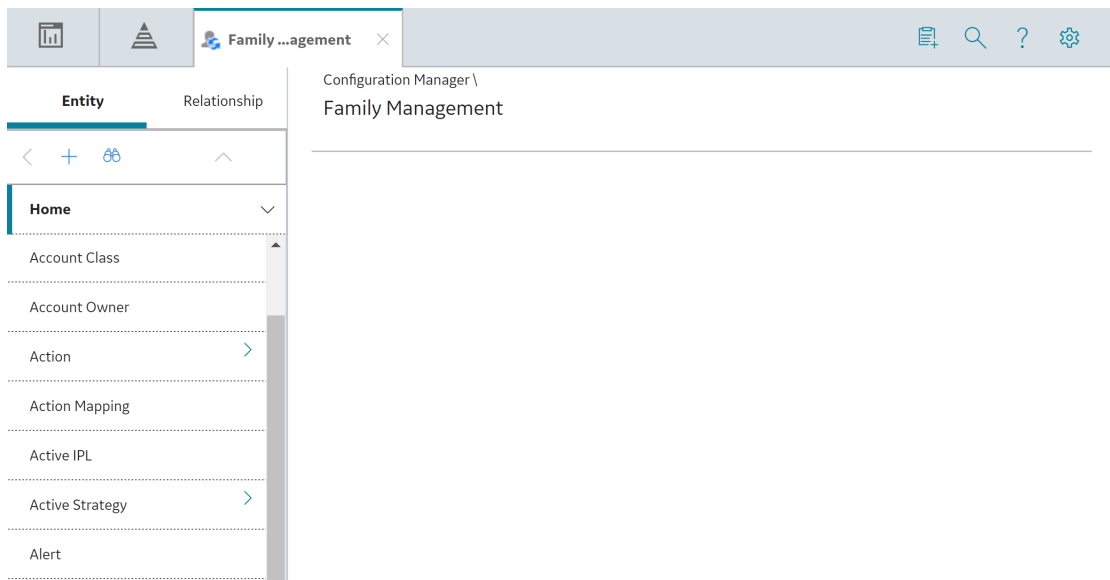 Family ...agement
Entity
Relationship
Configuration Manager \
Family Management
Home
Account Class
Account Owner
Action
Action Mapping
Active IPL
Active Strategy
Alert